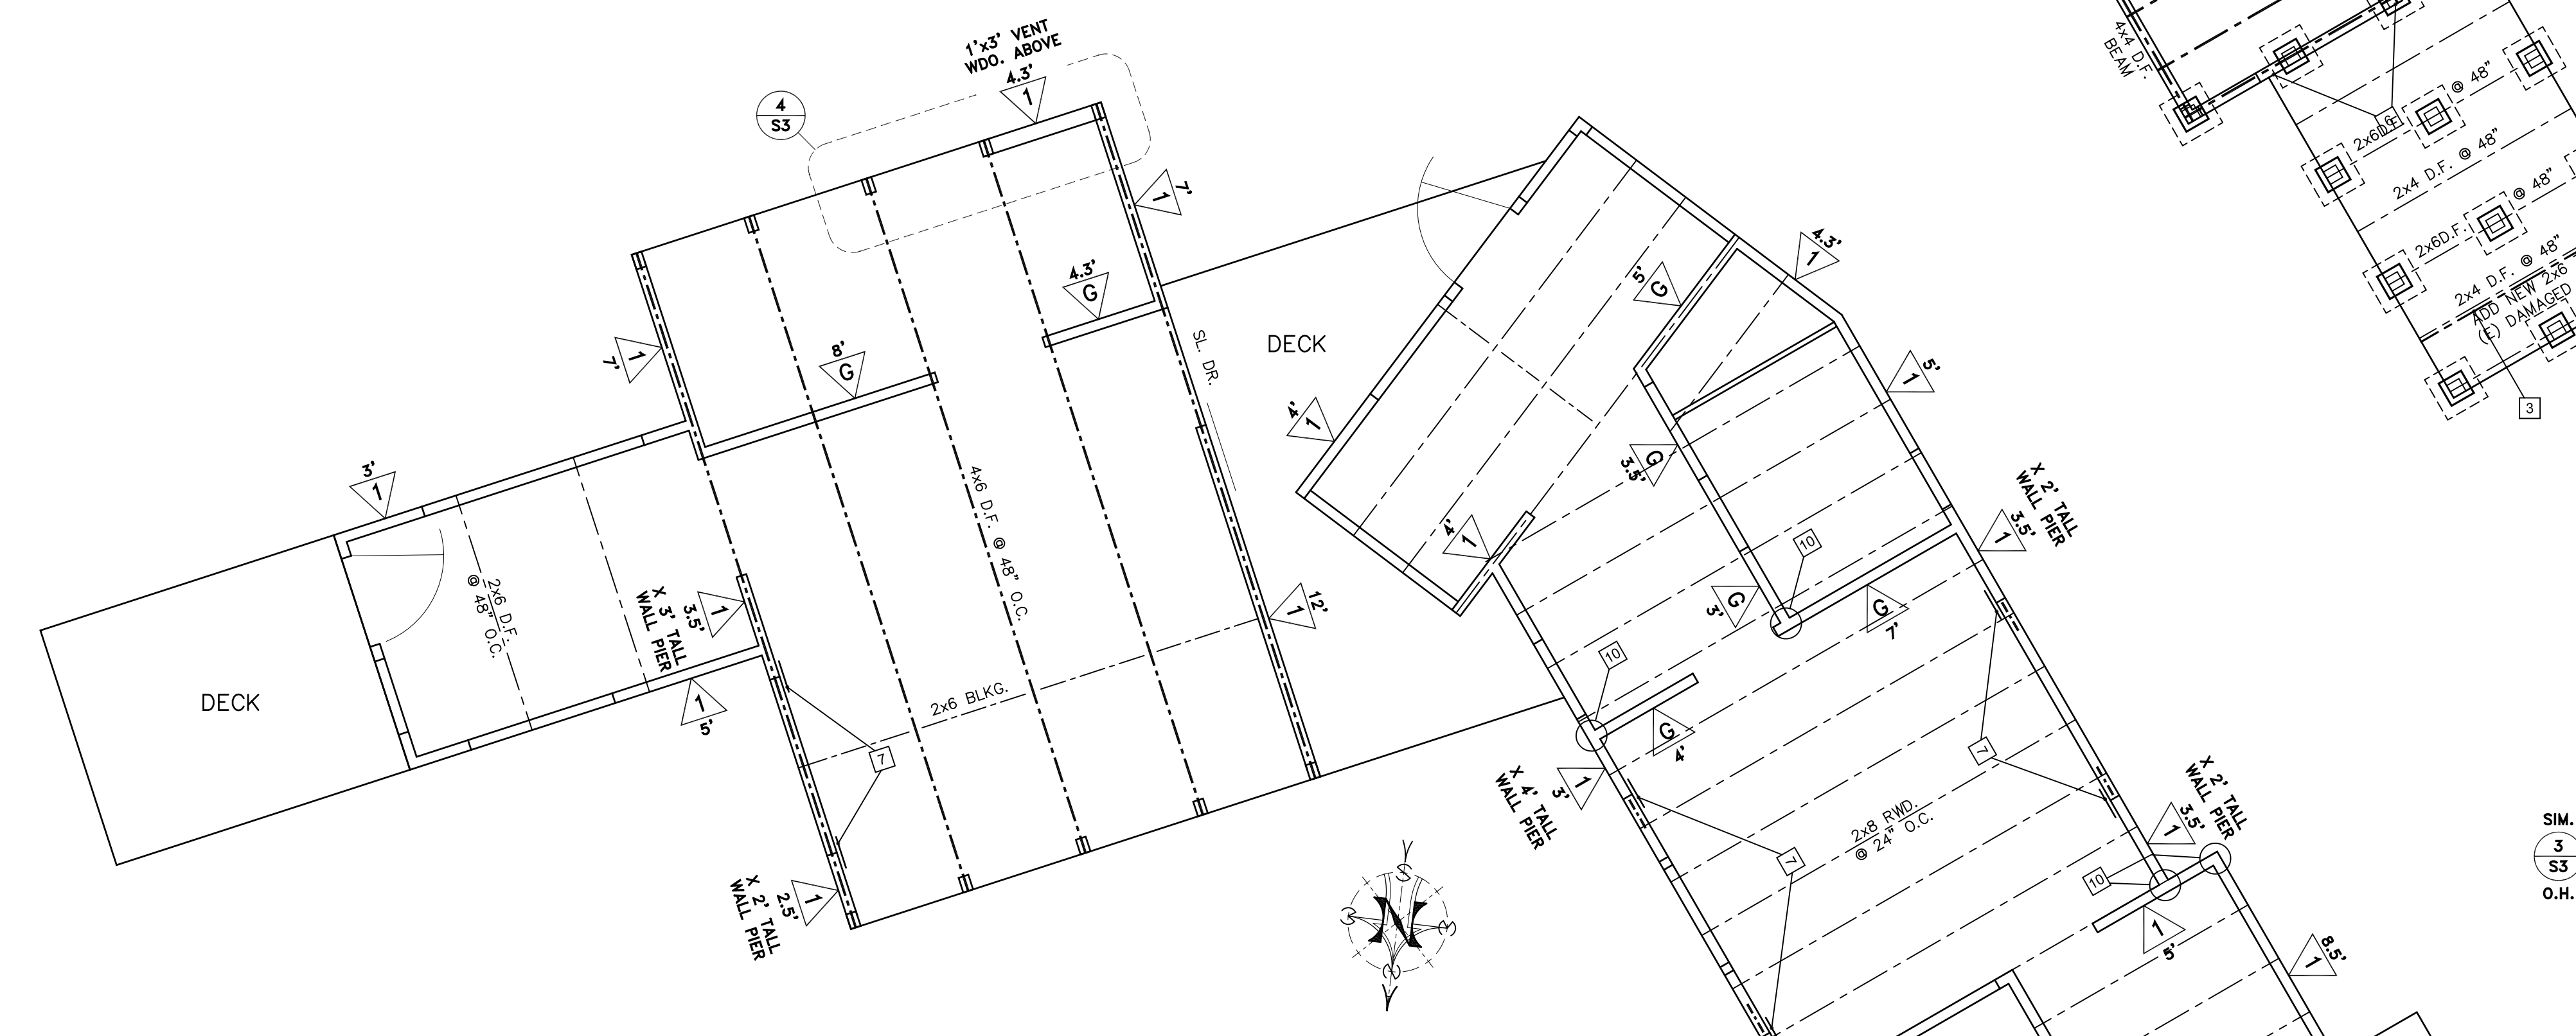 1'x3' VENT
WDO. ABOVE
4.3'
1
4
S3
7'
1
4.3'
G
8'
G
7'
1
SL. DR.
DECK
3'
1
2x6 D.F.
@ 48" O.C.
DECK
X 3' TALL
WALL PIER
3.5'
1
1
5'
4x6 D.F. @ 48" O.C.
2x6 BLKG.
7
12'
1
X 2' TALL
WALL PIER
2.5'
1
4'
1
4'
1
5'
G
4.3'
1
5'
1
G
3.5'
G
3'
10
G
7'
X 2' TALL
WALL PIER
3.5'
1
10
G
4'
X 4' TALL
WALL PIER
3'
1
7
7
2x8 RWD.
@ 24" O.C.
X 2' TALL
WALL PIER
3.5'
1
10
1
5'
8.5'
1
N
4x4 D.F.
BEAM
2x6D.F.
@ 48"
2x4 D.F. @ 48"
2x6D.F.
@ 48"
2x4 D.F. @ 48"
ADD NEW 2x6
(E) DAMAGED
3
SIM.
3
S3
O.H.